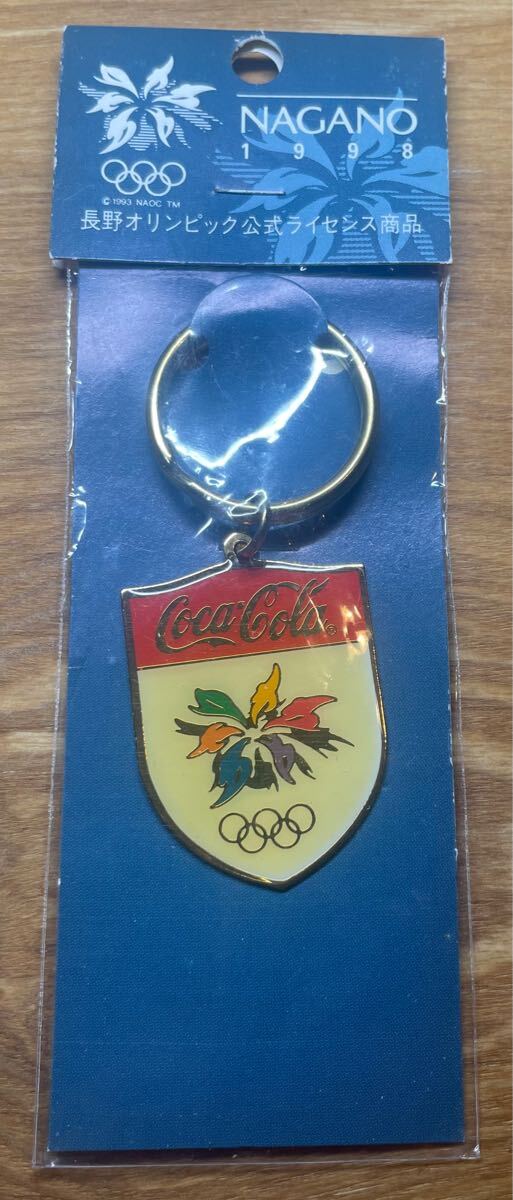 NAGANO
1998
© 1993 NAOC TM
長野オリンピック公式ライセンス商品
Coca-Cola®